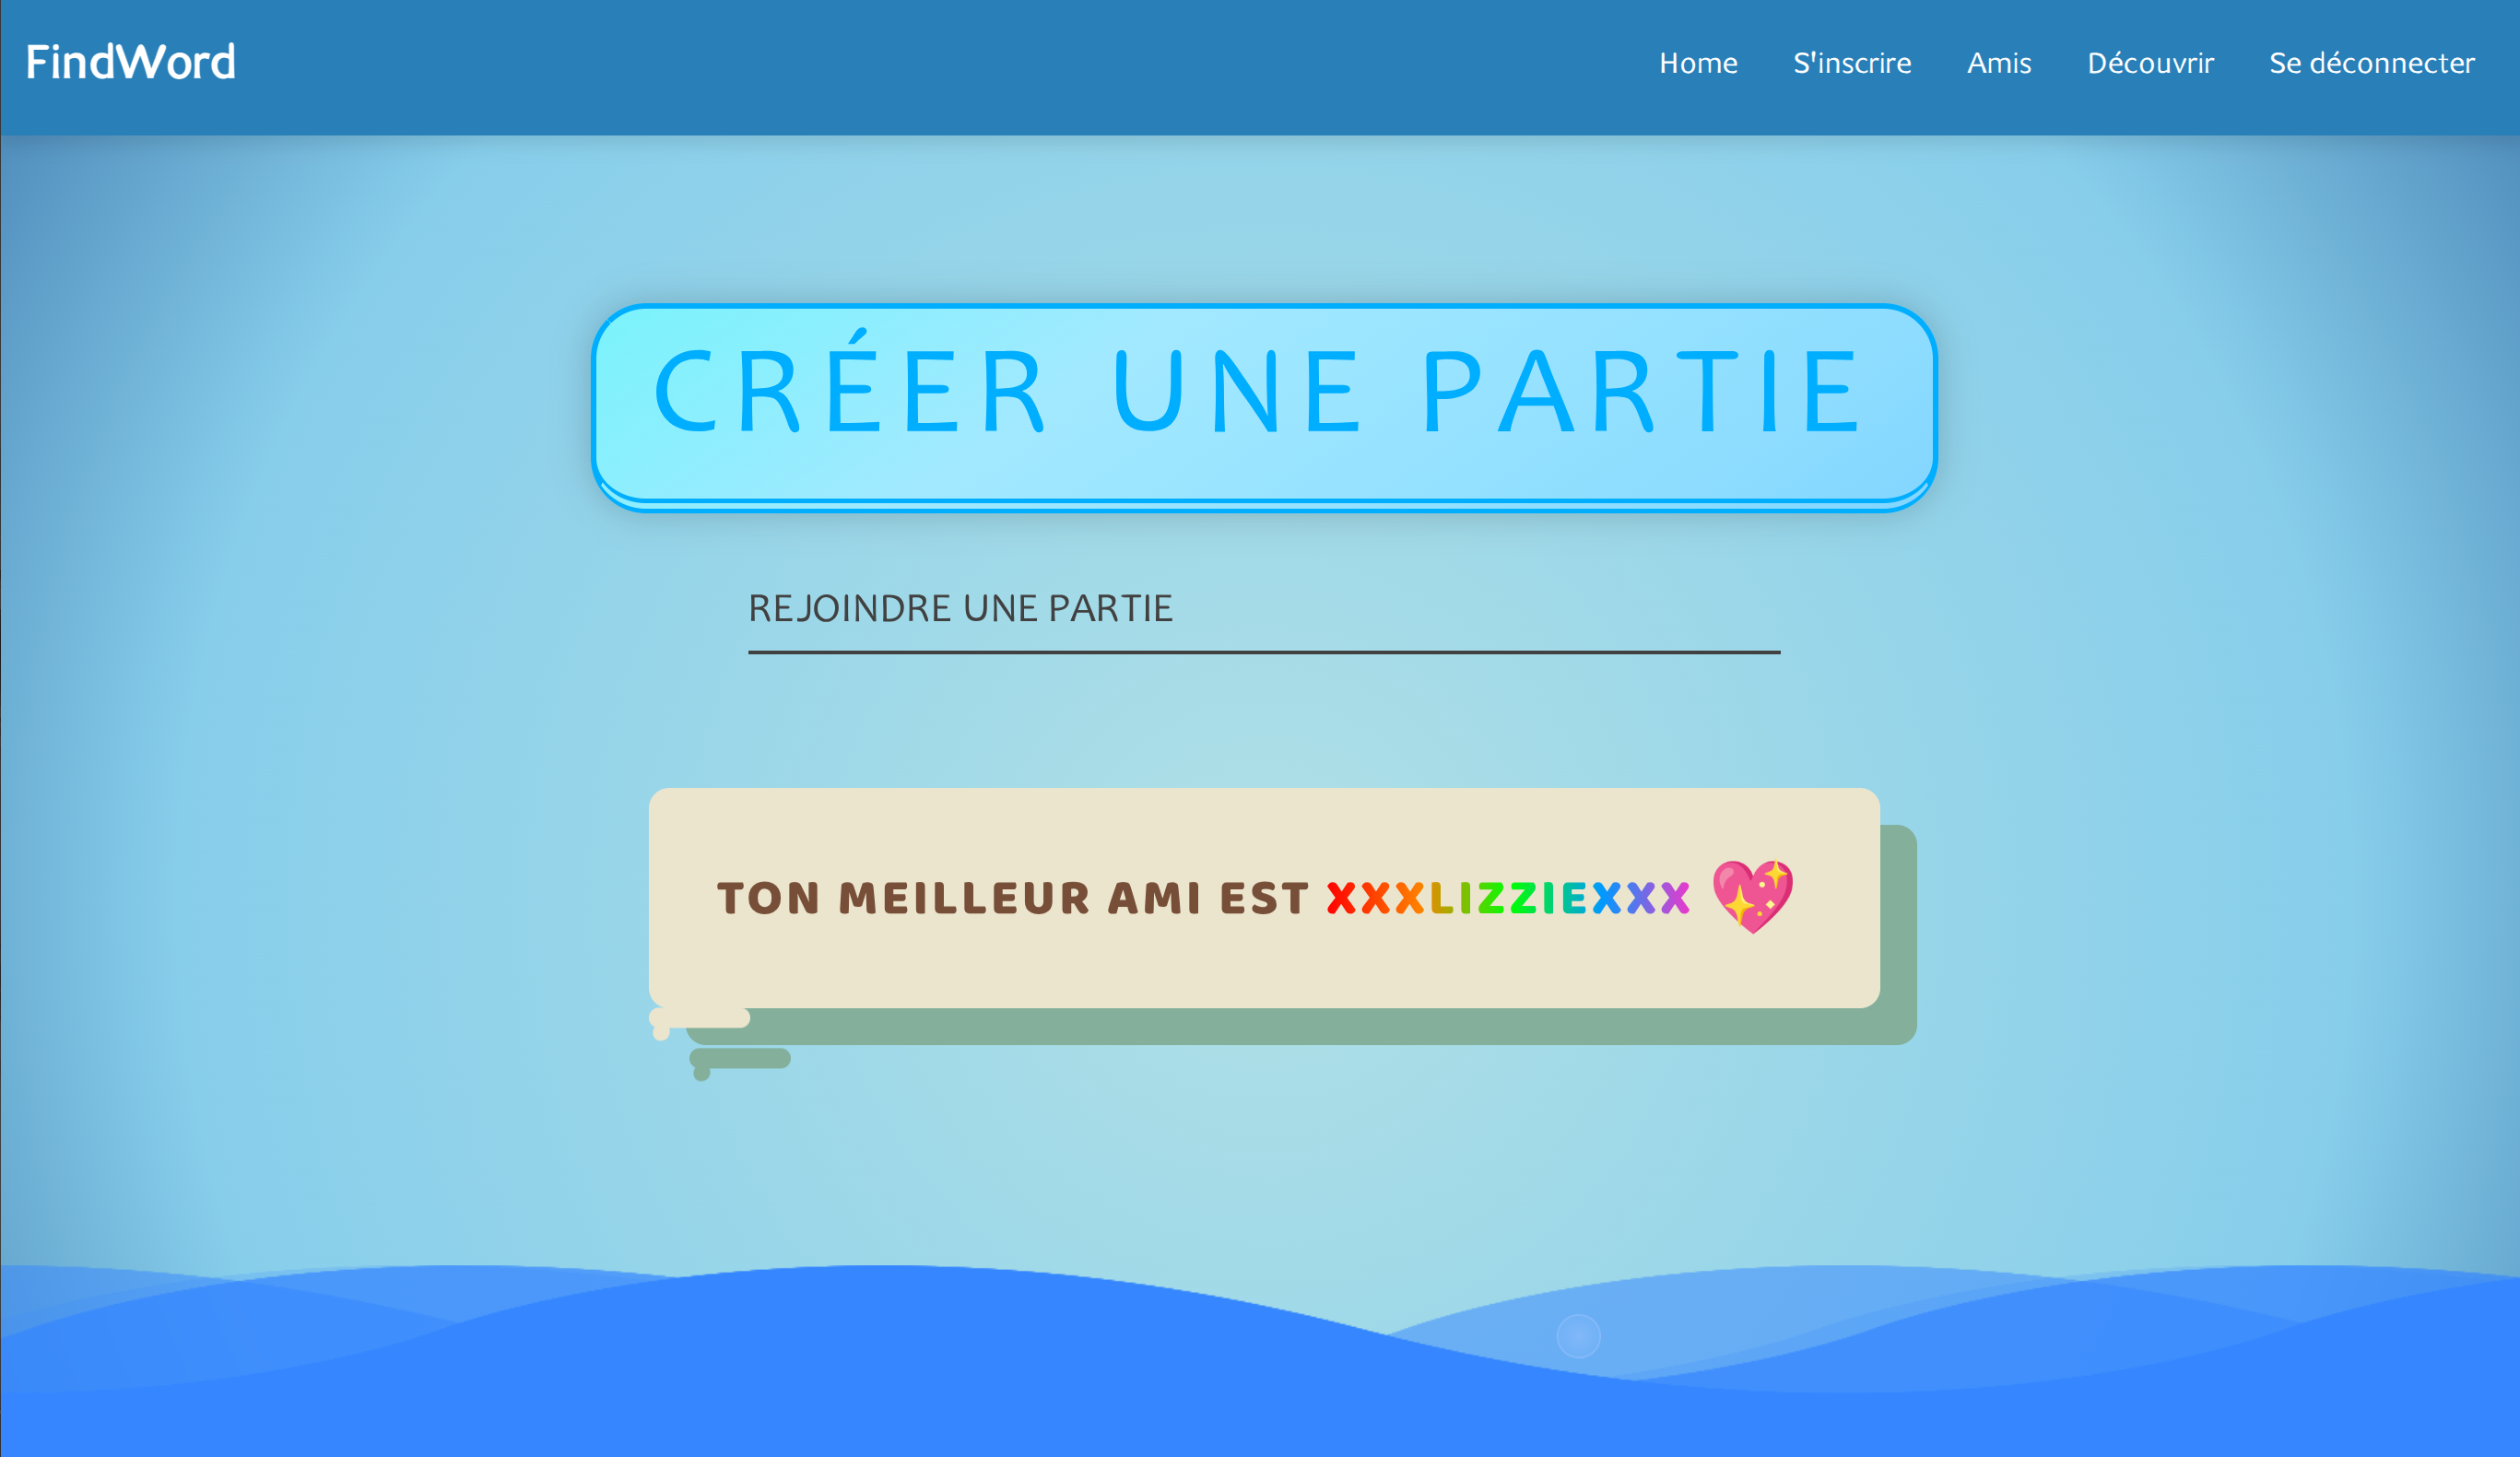 FindWord
Home
S'inscrire
Amis
Découvrir
Se déconnecter
CRÉER UNE PARTIE
REJOINDRE UNE PARTIE
TON MEILLEUR AMI EST XXXLIZZIEXXX 💖